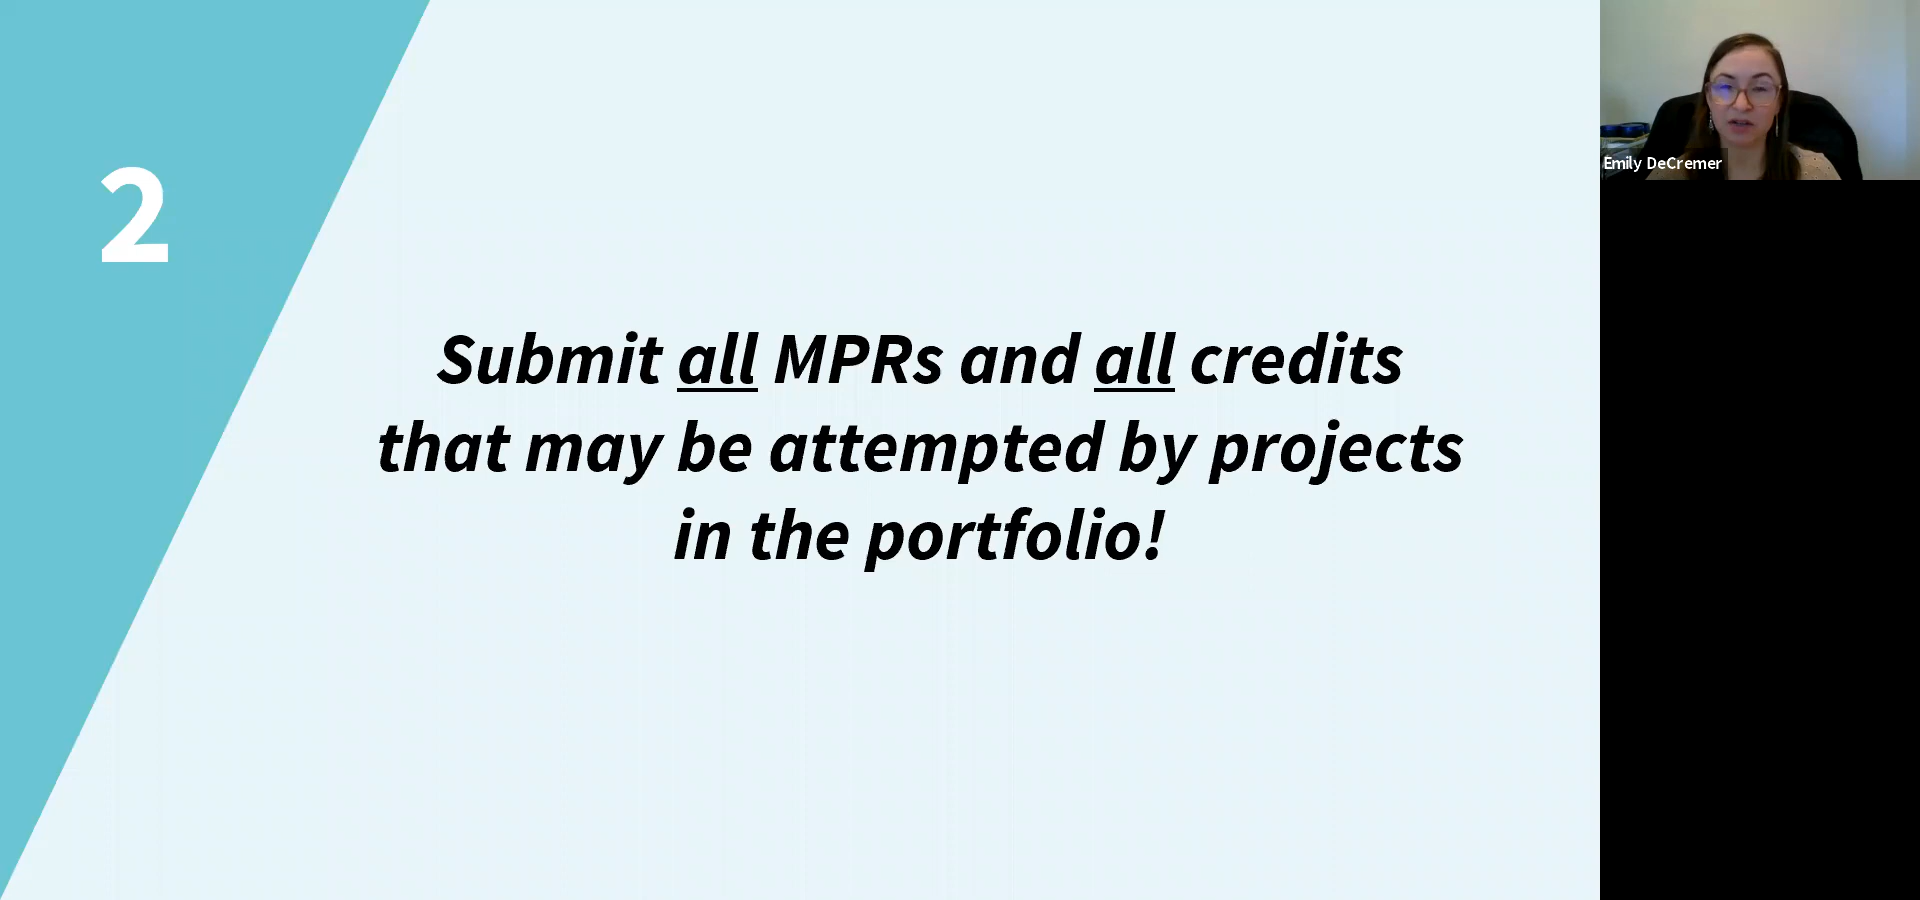 2
Submit all MPRs and all credits
that may be attempted by projects
in the portfolio!
Emily DeCremer